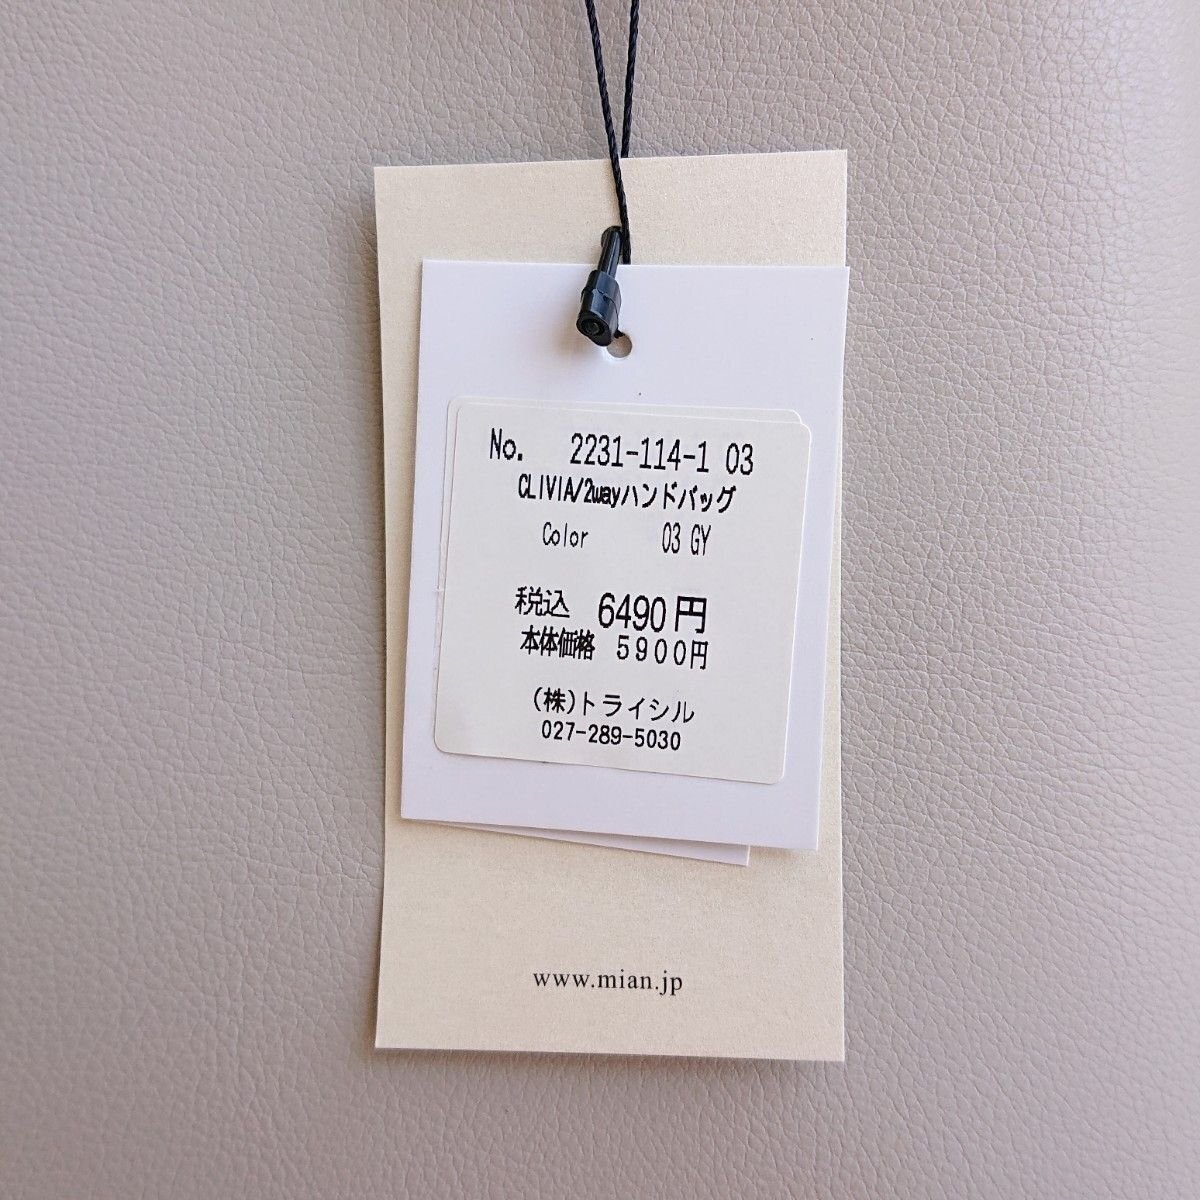 No. 2231-114-1 03
CLIVIA/2wayハンドバッグ
Color 03 GY
税込 6490円
本体価格 5900円
(株)トライシル
027-289-5030
www.mian.jp